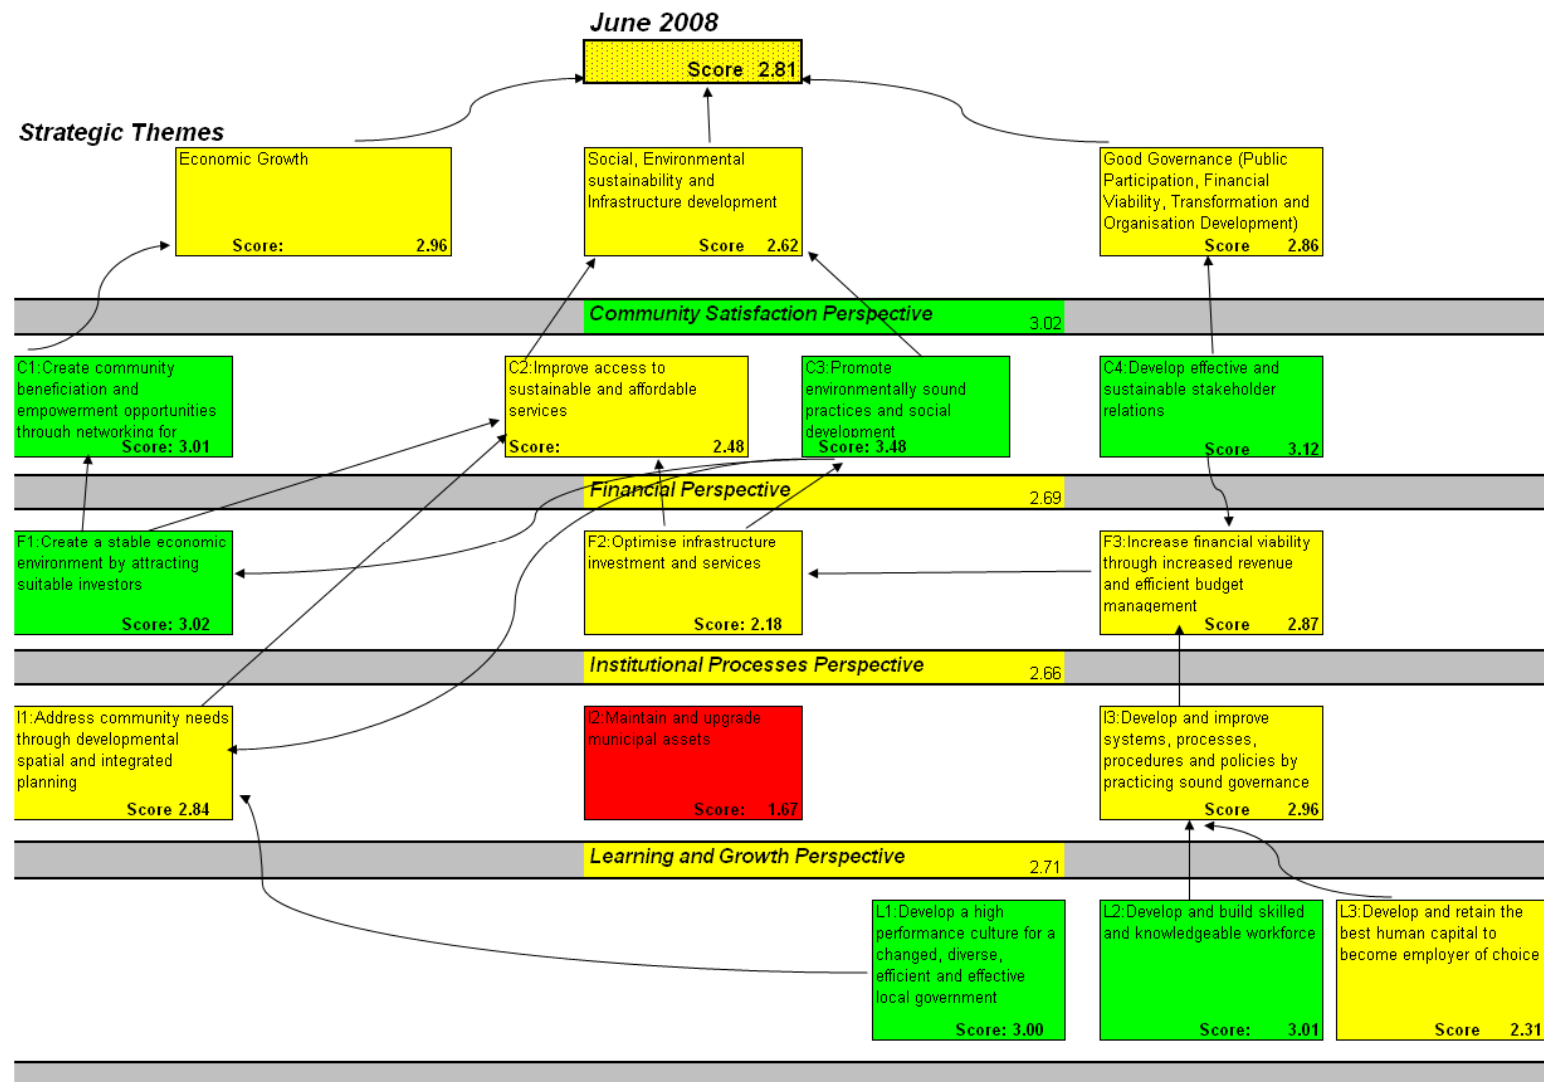 June 2008
Score 2.81
Strategic Themes
Economic Growth
Score: 2.96
Social, Environmental
sustainability and
Infrastructure development
Score 2.62
Good Governance (Public
Participation, Financial
Viability, Transformation and
Organisation Development)
Score 2.86
Community Satisfaction Perspective 3.02
C1:Create community
beneficiation and
empowerment opportunities
through networking for
Score: 3.01
C2:Improve access to
sustainable and affordable
services
Score: 2.48
C3:Promote
environmentally sound
practices and social
development
Score: 3.48
C4:Develop effective and
sustainable stakeholder
relations
Score 3.12
Financial Perspective 2.69
F1:Create a stable economic
environment by attracting
suitable investors
Score: 3.02
F2:Optimise infrastructure
investment and services
Score: 2.18
F3:Increase financial viability
through increased revenue
and efficient budget
management
Score 2.87
Institutional Processes Perspective 2.66
I1:Address community needs
through developmental
spatial and integrated
planning
Score 2.84
I2:Maintain and upgrade
municipal assets
Score: 1.67
I3:Develop and improve
systems, processes,
procedures and policies by
practicing sound governance
Score 2.96
Learning and Growth Perspective 2.71
L1:Develop a high
performance culture for a
changed, diverse,
efficient and effective
local government
Score: 3.00
L2:Develop and build skilled
and knowledgeable workforce
Score: 3.01
L3:Develop and retain the
best human capital to
become employer of choice
Score 2.31